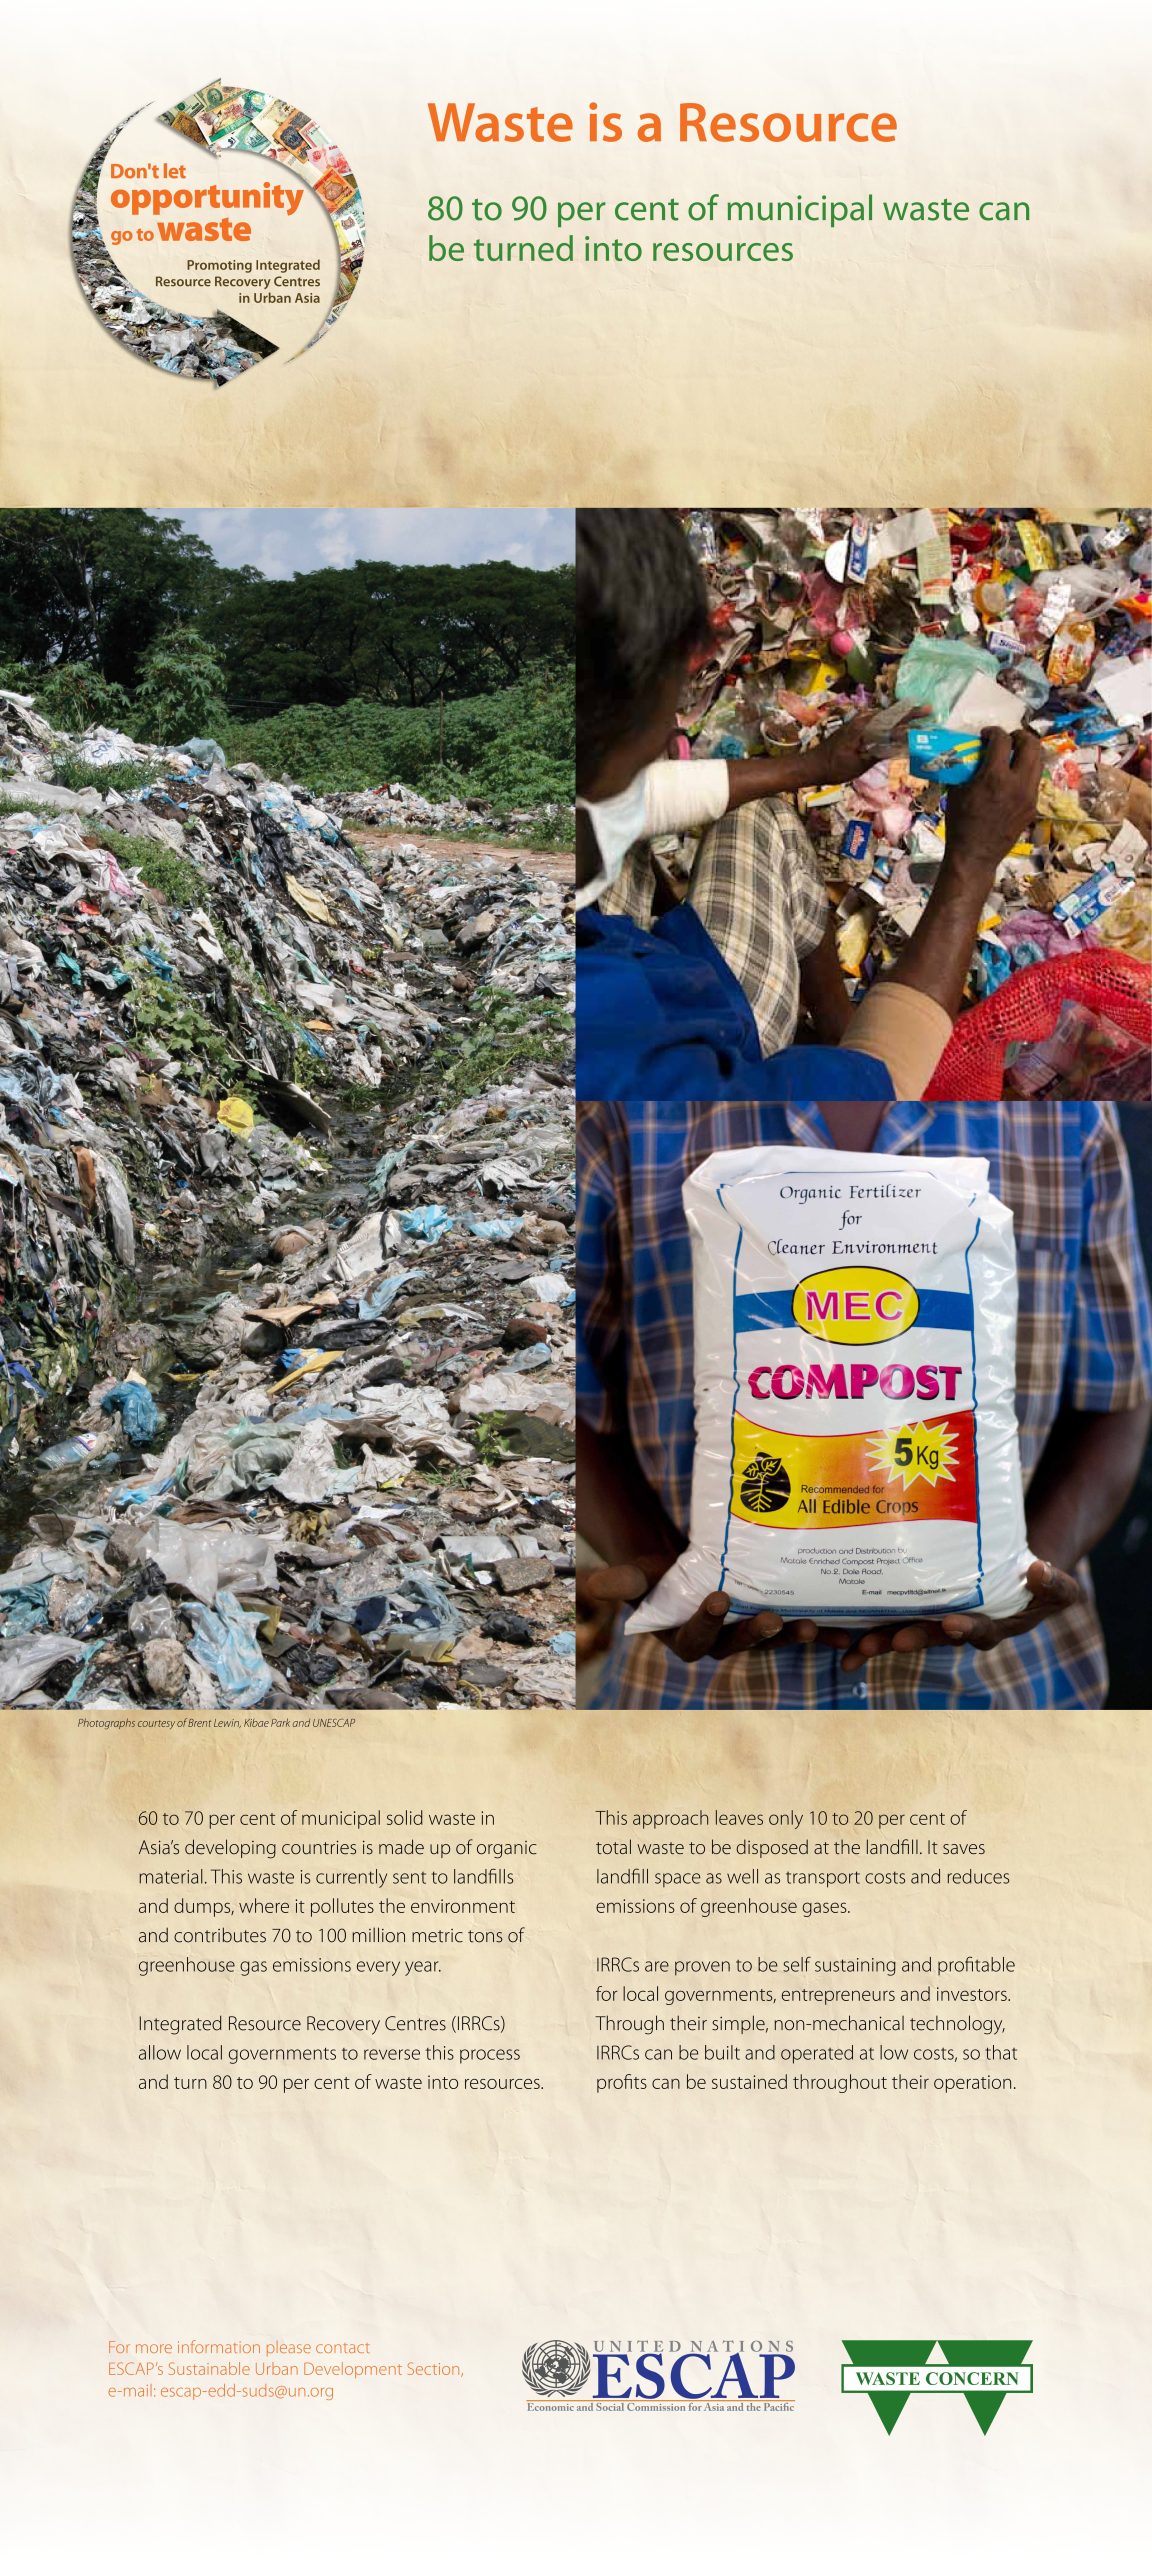 Don't let
opportunity
go to waste
Promoting Integrated
Resource Recovery Centres
in Urban Asia
Waste is a Resource
80 to 90 per cent of municipal waste can
be turned into resources
Organic Fertilizer
for
Cleaner Environment
MEC
COMPOST
5 Kg
Recommended for
All Edible Crops
production and Distribution by
Matale Enriched Compost Project Office
No.2, Dole Road,
Matale
2230545
E-mail
Photographs courtesy of Brent Lewin, Kibae Park and UNESCAP
60 to 70 per cent of municipal solid waste in
Asia's developing countries is made up of organic
material. This waste is currently sent to landfills
and dumps, where it pollutes the environment
and contributes 70 to 100 million metric tons of
greenhouse gas emissions every year.
Integrated Resource Recovery Centres (IRRCs)
allow local governments to reverse this process
and turn 80 to 90 per cent of waste into resources.
This approach leaves only 10 to 20 per cent of
total waste to be disposed at the landfill. It saves
landfill space as well as transport costs and reduces
emissions of greenhouse gases.
IRRCs are proven to be self sustaining and profitable
for local governments, entrepreneurs and investors.
Through their simple, non-mechanical technology,
IRRCs can be built and operated at low costs, so that
profits can be sustained throughout their operation.
For more information please contact
ESCAP's Sustainable Urban Development Section,
e-mail: escap-edd-suds@un.org
UNITED NATIONS
ESCAP
Economic and Social Commission for Asia and the Pacific
WASTE CONCERN